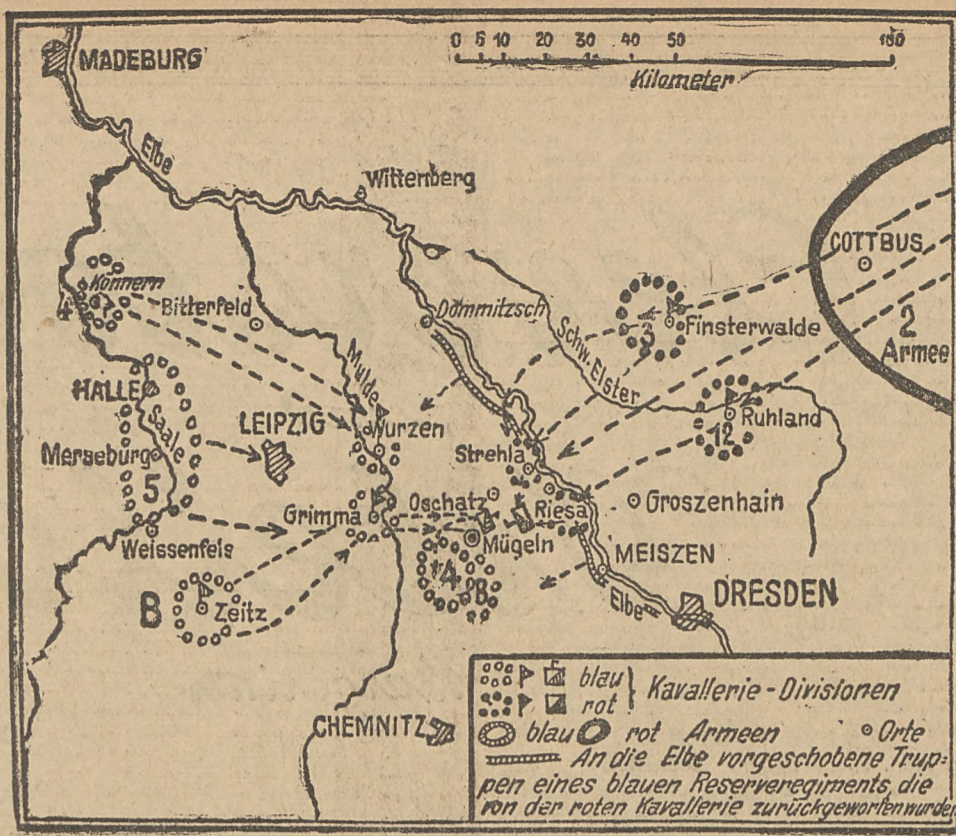 MADEBURG
0 5 10 20 30 40 50 100
Kilometer
Elbe
Wittenberg
COTTBUS
Könnern
4
Bitterfeld
Dömmitzsch
3
Finsterwalde
2
Armee
Schw. Elster
Mulde
HALLE
Saale
LEIPZIG
Wurzen
12
Ruhland
Merseburg
Strehla
5
Grimma
Oschatz
Riesa
Groszenhain
Weissenfels
Mügeln
MEISZEN
14
B
B
Zeitz
Elbe
DRESDEN
CHEMNITZ
blau
rot
Kavallerie-Divisionen
blau rot Armeen Orte
An die Elbe vorgeschobene Trup=
pen eines blauen Reserveregiments, die
von der roten Kavallerie zurückgeworfen wurden